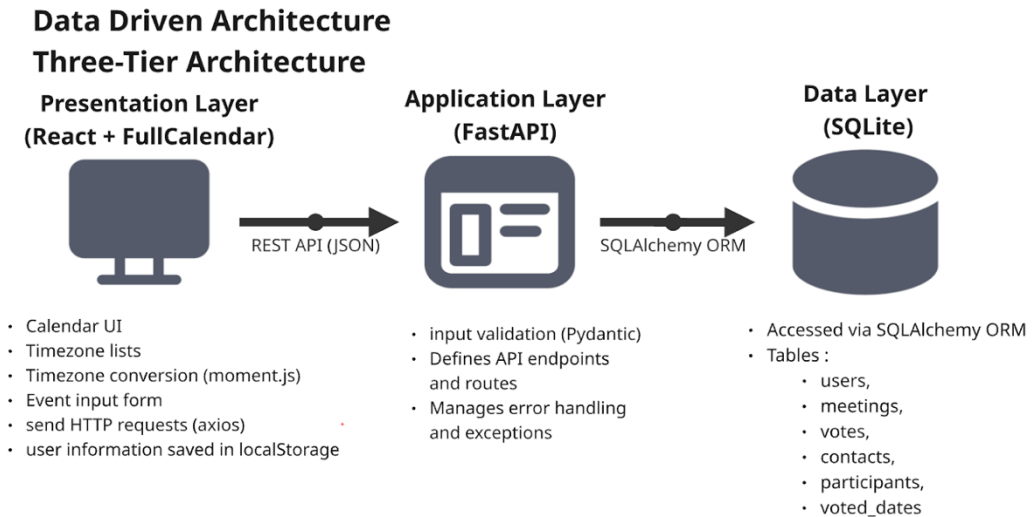 Data Driven Architecture
Three-Tier Architecture
Presentation Layer
(React + FullCalendar)
REST API (JSON)
• Calendar UI
• Timezone lists
• Timezone conversion (moment.js)
• Event input form
• send HTTP requests (axios)
• user information saved in localStorage
Application Layer
(FastAPI)
SQLAlchemy ORM
• input validation (Pydantic)
• Defines API endpoints
and routes
• Manages error handling
and exceptions
Data Layer
(SQLite)
• Accessed via SQLAlchemy ORM
• Tables :
• users,
• meetings,
• votes,
• contacts,
• participants,
• voted_dates